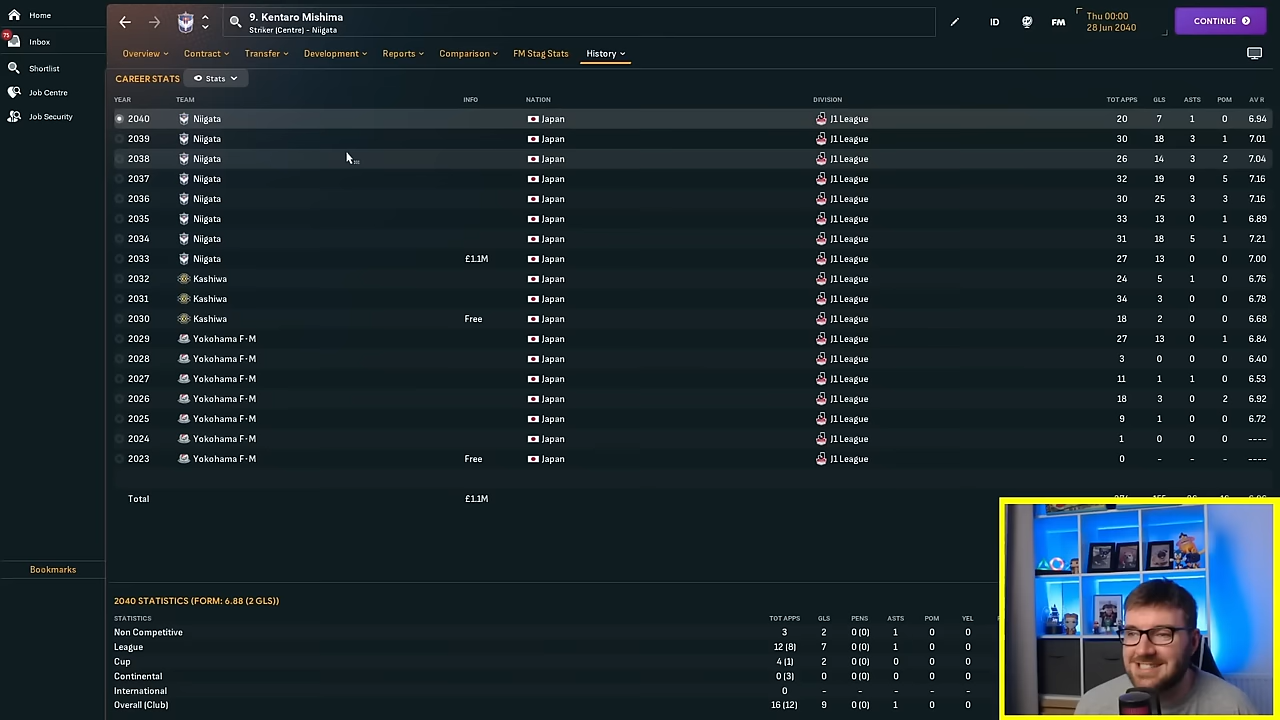 Home
9. Kentaro Mishima
Striker (Centre) - Niigata
ID
FM
Thu 00:00
28 Jun 2040
CONTINUE
75
Inbox
Shortlist
Job Centre
Job Security
Bookmarks
Overview Contract Transfer Development Reports Comparison FM Stag Stats History
CAREER STATS Stats
YEAR TEAM INFO NATION DIVISION TOT APPS GLS ASTS POM AV R
2040 Niigata Japan J1 League 20 7 1 0 6.94
2039 Niigata Japan J1 League 30 18 3 1 7.01
2038 Niigata Japan J1 League 26 14 3 2 7.04
2037 Niigata Japan J1 League 32 19 9 5 7.16
2036 Niigata Japan J1 League 30 25 3 3 7.16
2035 Niigata Japan J1 League 33 13 0 1 6.89
2034 Niigata Japan J1 League 31 18 5 1 7.21
2033 Niigata £1.1M Japan J1 League 27 13 0 0 7.00
2032 Kashiwa Japan J1 League 24 5 1 0 6.76
2031 Kashiwa Japan J1 League 34 3 0 0 6.78
2030 Kashiwa Free Japan J1 League 18 2 0 0 6.68
2029 Yokohama F·M Japan J1 League 27 13 0 1 6.84
2028 Yokohama F·M Japan J1 League 3 0 0 0 6.40
2027 Yokohama F·M Japan J1 League 11 1 1 0 6.53
2026 Yokohama F·M Japan J1 League 18 3 0 2 6.92
2025 Yokohama F·M Japan J1 League 9 1 0 0 6.72
2024 Yokohama F·M Japan J1 League 1 0 0 0 ----
2023 Yokohama F·M Free Japan J1 League 0 - - - ----
Total £1.1M
2040 STATISTICS (FORM: 6.88 (2 GLS))
STATISTICS TOT APPS GLS PENS ASTS POM YEL
Non Competitive 3 2 0 (0) 1 0 0
League 12 (8) 7 0 (0) 1 0 0
Cup 4 (1) 2 0 (0) 0 0 0
Continental 0 (3) 0 0 (0) 0 0 0
International 0 - - - - -
Overall (Club) 16 (12) 9 0 (0) 1 0 0